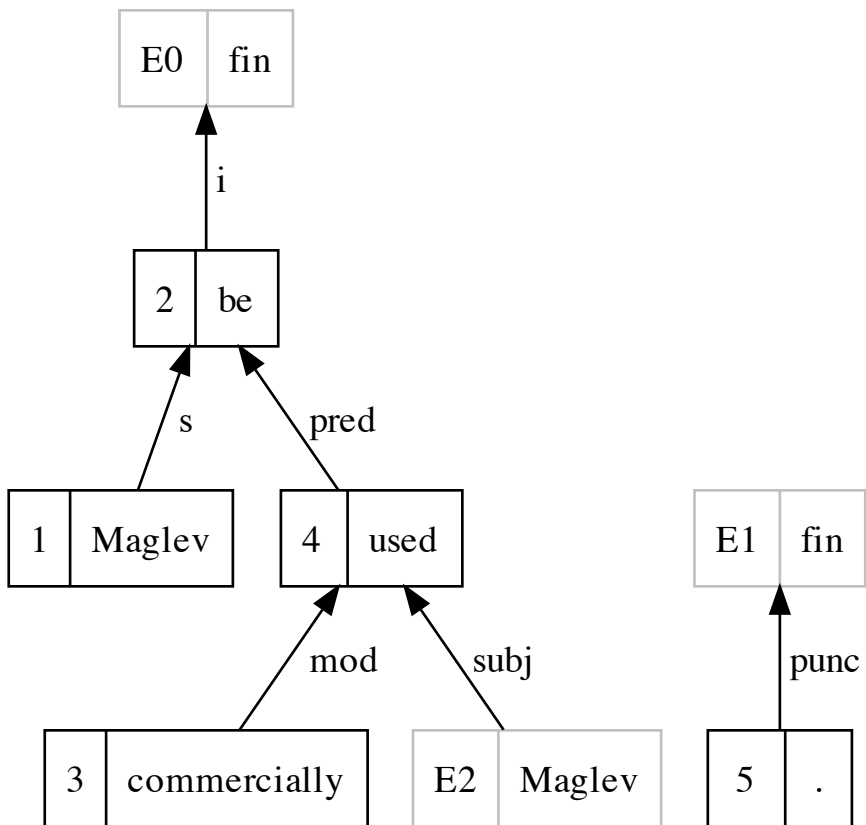 E0 fin
i
2 be
s pred
1 Maglev 4 used E1 fin
mod subj punc
3 commercially E2 Maglev 5 .